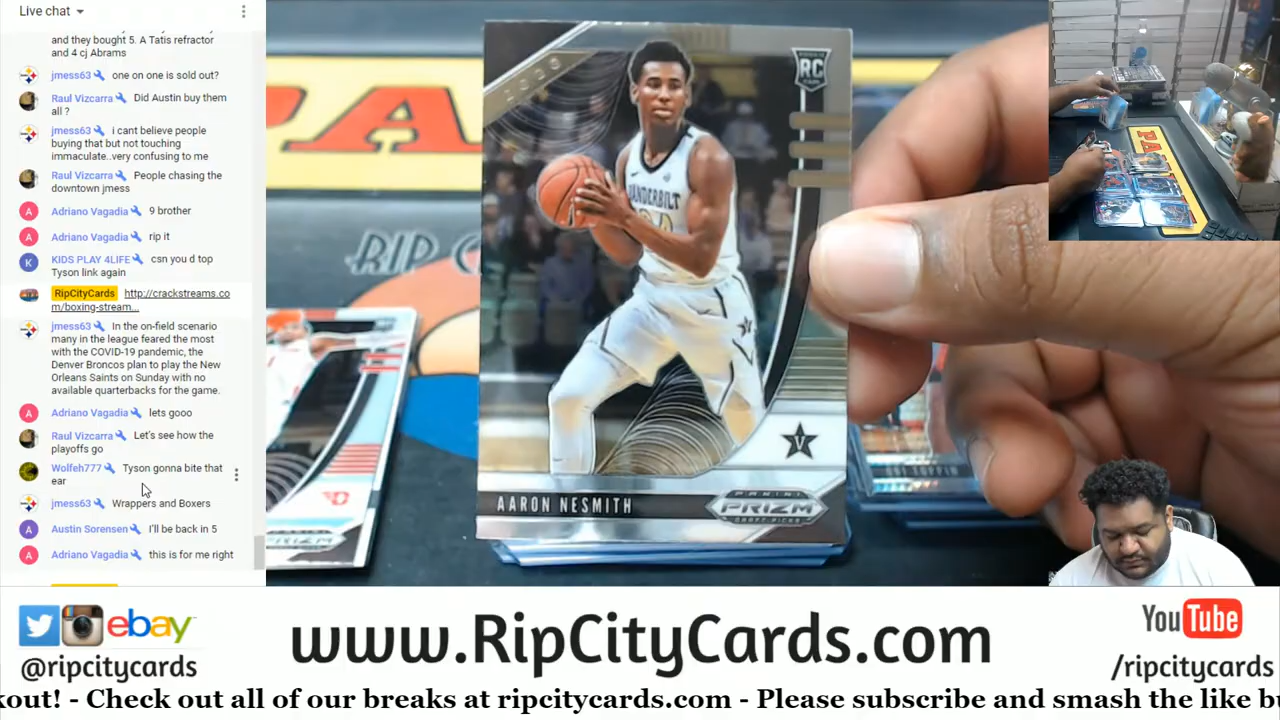 Live chat
and they bought 5. A Tatis refractor
and 4 cj Abrams
jmess63 one on one is sold out?
Raul Vizcarra Did Austin buy them
all ?
jmess63 i cant believe people
buying that but not touching
immaculate..very confusing to me
Raul Vizcarra People chasing the
downtown jmess
A Adriano Vagadia 9 brother
A Adriano Vagadia rip it
K KIDS PLAY 4LIFE csn you d top
Tyson link again
RipCityCards http://crackstreams.co
m/boxing-stream...
jmess63 In the on-field scenario
many in the league feared the most
with the COVID-19 pandemic, the
Denver Broncos plan to play the New
Orleans Saints on Sunday with no
available quarterbacks for the game.
A Adriano Vagadia lets gooo
Raul Vizcarra Let's see how the
playoffs go
Wolfeh777 Tyson gonna bite that
ear
jmess63 Wrappers and Boxers
A Austin Sorensen I'll be back in 5
A Adriano Vagadia this is for me right
RIP C
RC
VANDERBILT
V
AARON NESMITH
PANINI
PRIZM
DRAFT PICKS
OBI TOPPIN
ebay
@ripcitycards
www.RipCityCards.com
YouTube
/ripcitycards
kout! - Check out all of our breaks at ripcitycards.com - Please subscribe and smash the like bu